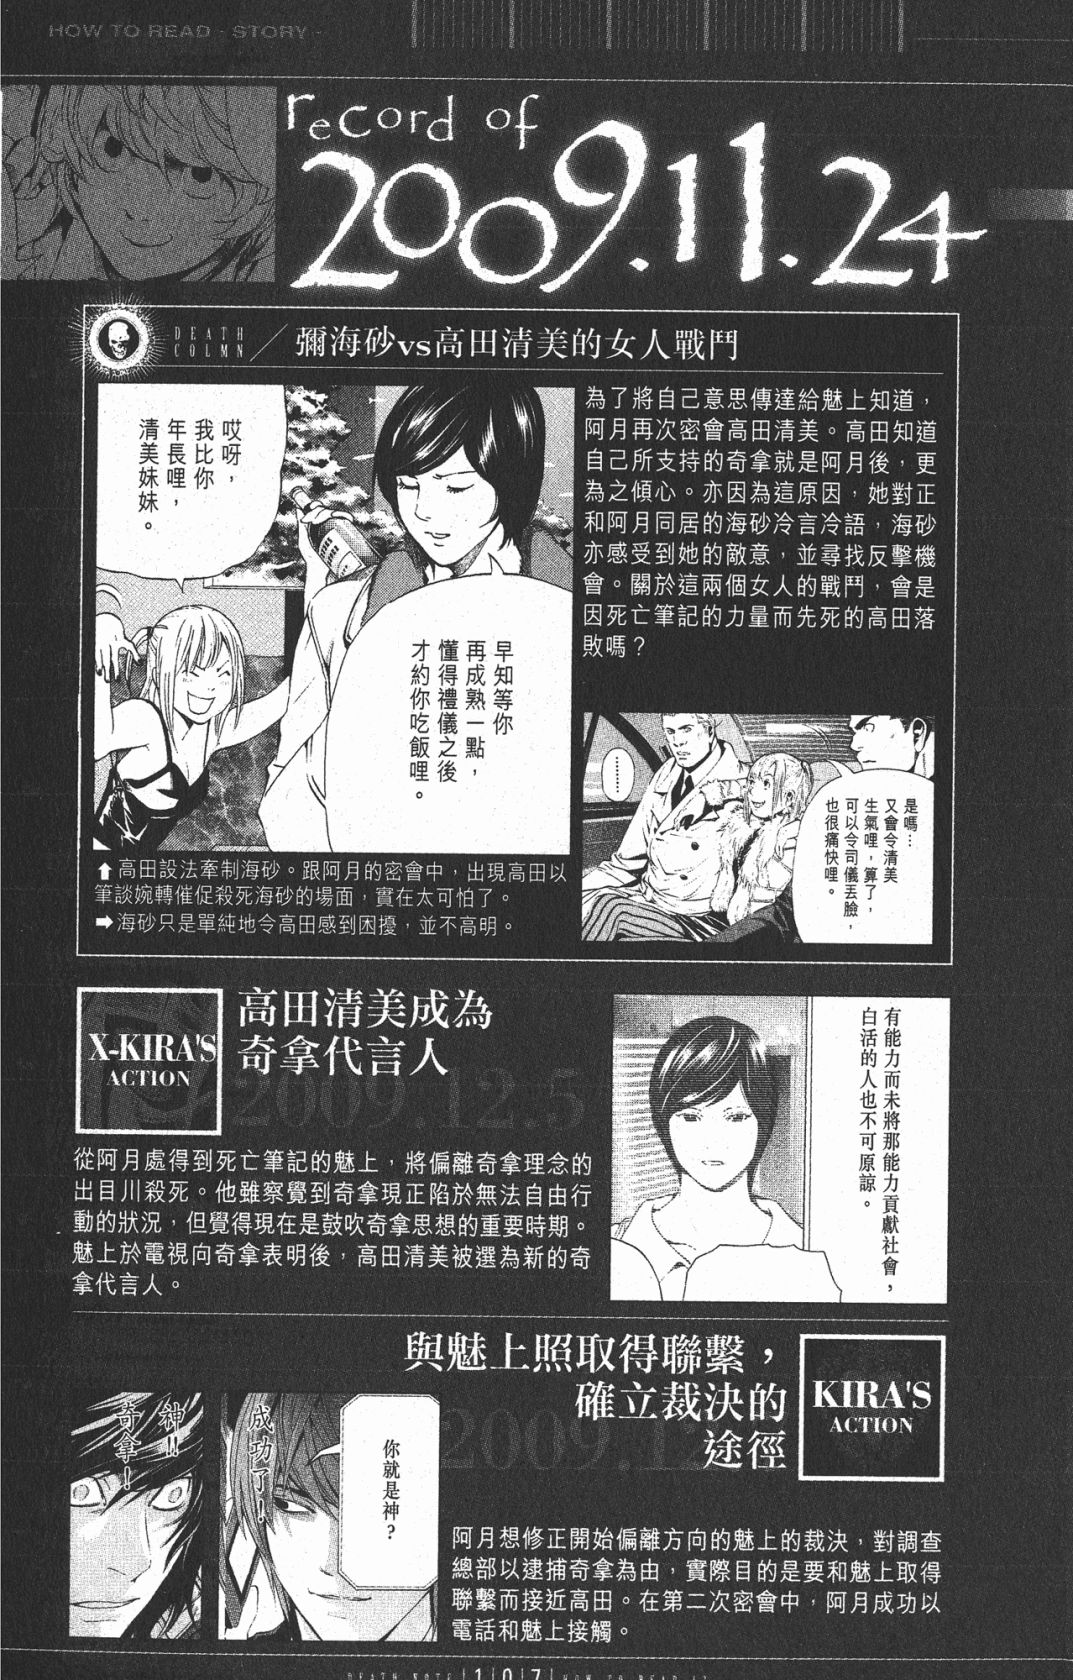 HOW TO READ - STORY -
record of
2009.11.24
DEATH
COLMN
彌海砂vs高田清美的女人戰鬥
為了將自己意思傳達給魅上知道，
阿月再次密會高田清美。高田知道
自己所支持的奇拿就是阿月後，更
為之傾心。亦因為這原因，她對正
和阿月同居的海砂冷言冷語，海砂
亦感受到她的敵意，並尋找反擊機
會。關於這兩個女人的戰鬥，會是
因死亡筆記的力量而先死的高田落
敗嗎？
哎呀，
我比你
年長哩，
清美妹妹。
早知等你
再成熟一點，
懂得禮儀之後
才約你吃飯哩。
⬆高田設法牽制海砂。跟阿月的密會中，出現高田以
筆談婉轉催促殺死海砂的場面，實在太可怕了。
➡海砂只是單純地令高田感到困擾，並不高明。
………
是嗎…
又會令清美
生氣哩，算了，
可以令司儀丟臉，
也很痛快哩。
X-KIRA'S
ACTION
高田清美成為
奇拿代言人
2009.12.5
從阿月處得到死亡筆記的魅上，將偏離奇拿理念的
出目川殺死。他雖察覺到奇拿現正陷於無法自由行
動的狀況，但覺得現在是鼓吹奇拿思想的重要時期。
魅上於電視向奇拿表明後，高田清美被選為新的奇
拿代言人。
有能力而未將那能力貢獻社會，
白活的人也不可原諒。
與魅上照取得聯繫，
確立裁決的
途徑
KIRA'S
ACTION
2009.12
你就是神？
成功了！
神!!
奇拿！
阿月想修正開始偏離方向的魅上的裁決，對調查
總部以逮捕奇拿為由，實際目的是要和魅上取得
聯繫而接近高田。在第二次密會中，阿月成功以
電話和魅上接觸。
DEATH NOTE|107|HOW TO READ 13